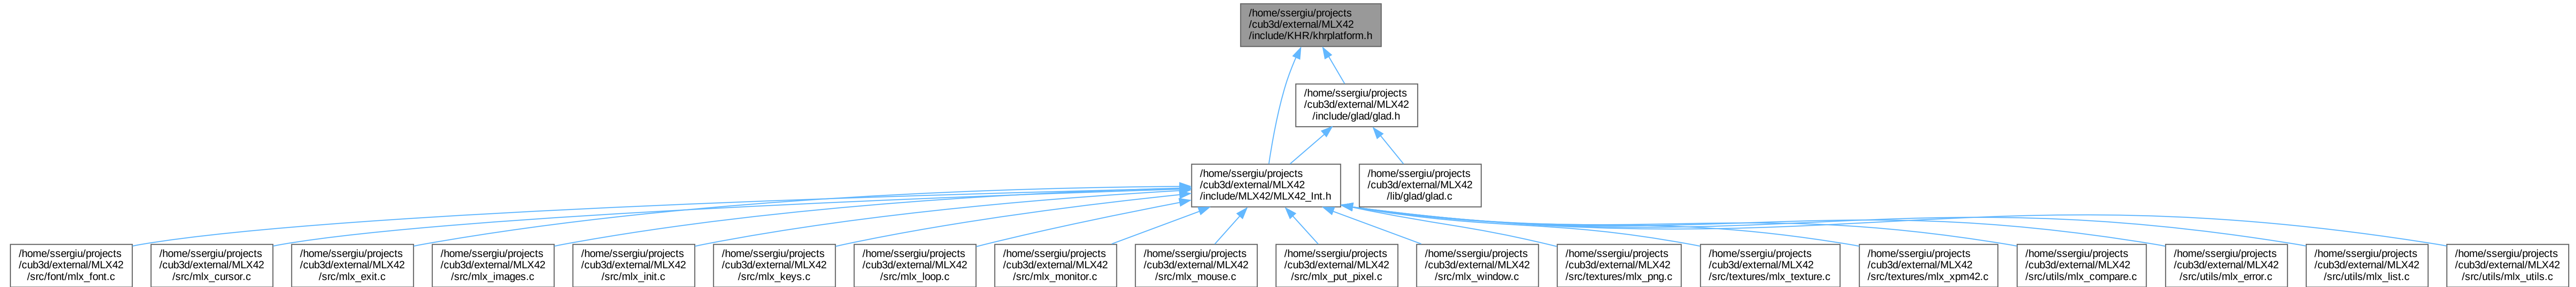 /home/ssergiu/projects
/cub3d/external/MLX42
/include/KHR/khrplatform.h
/home/ssergiu/projects
/cub3d/external/MLX42
/include/glad/glad.h
/home/ssergiu/projects
/cub3d/external/MLX42
/include/MLX42/MLX42_Int.h
/home/ssergiu/projects
/cub3d/external/MLX42
/lib/glad/glad.c
/home/ssergiu/projects
/cub3d/external/MLX42
/src/font/mlx_font.c
/home/ssergiu/projects
/cub3d/external/MLX42
/src/mlx_cursor.c
/home/ssergiu/projects
/cub3d/external/MLX42
/src/mlx_exit.c
/home/ssergiu/projects
/cub3d/external/MLX42
/src/mlx_images.c
/home/ssergiu/projects
/cub3d/external/MLX42
/src/mlx_init.c
/home/ssergiu/projects
/cub3d/external/MLX42
/src/mlx_keys.c
/home/ssergiu/projects
/cub3d/external/MLX42
/src/mlx_loop.c
/home/ssergiu/projects
/cub3d/external/MLX42
/src/mlx_monitor.c
/home/ssergiu/projects
/cub3d/external/MLX42
/src/mlx_mouse.c
/home/ssergiu/projects
/cub3d/external/MLX42
/src/mlx_put_pixel.c
/home/ssergiu/projects
/cub3d/external/MLX42
/src/mlx_window.c
/home/ssergiu/projects
/cub3d/external/MLX42
/src/textures/mlx_png.c
/home/ssergiu/projects
/cub3d/external/MLX42
/src/textures/mlx_texture.c
/home/ssergiu/projects
/cub3d/external/MLX42
/src/textures/mlx_xpm42.c
/home/ssergiu/projects
/cub3d/external/MLX42
/src/utils/mlx_compare.c
/home/ssergiu/projects
/cub3d/external/MLX42
/src/utils/mlx_error.c
/home/ssergiu/projects
/cub3d/external/MLX42
/src/utils/mlx_list.c
/home/ssergiu/projects
/cub3d/external/MLX42
/src/utils/mlx_utils.c